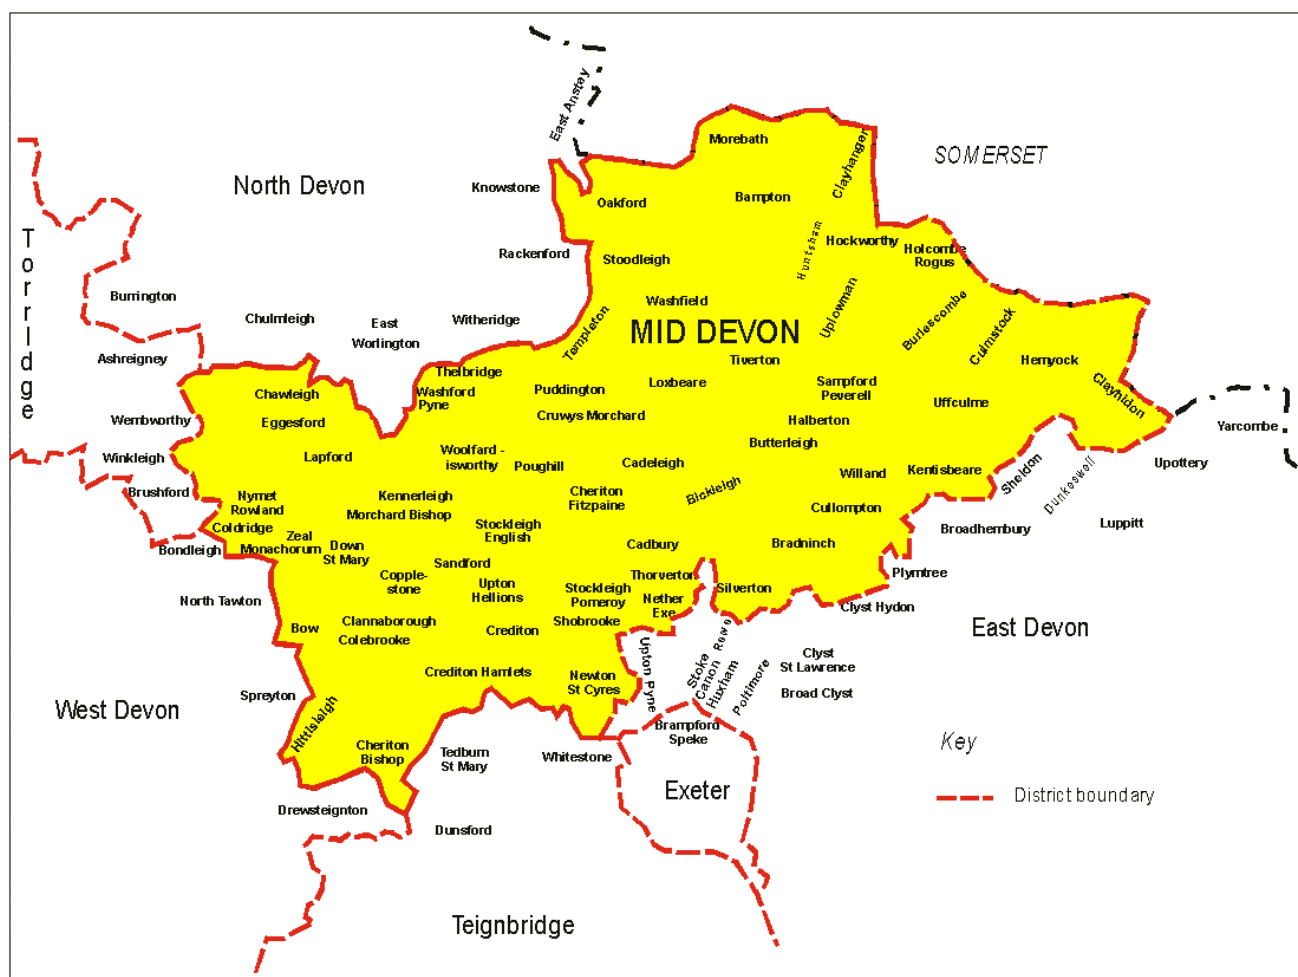 East Anstey
Morebath
Clayhanger
SOMERSET
North Devon
Knowstone
Oakford
Bampton
Torridge
Huntsham
Hockworthy
Holcombe
Rogus
Rackenford
Stoodleigh
Burrington
Washfield
Uplowman
Burlescombe
Culmstock
Chulmleigh
East
Worlington
Witheridge
Templeton
MID DEVON
Ashreigney
Thelbridge
Tiverton
Hemyock
Chawleigh
Washford
Pyne
Puddington
Loxbeare
Sampford
Peverell
Clayhidon
Uffculme
Wembworthy
Eggesford
Cruwys Morchard
Halberton
Yarcombe
Butterleigh
Winkleigh
Lapford
Woolfard -
isworthy
Poughill
Cadeleigh
Bickleigh
Willand
Kentisbeare
Sheldon
Dunkeswell
Upottery
Brushford
Nymet
Rowland
Kennerleigh
Cheriton
Fitzpaine
Cullompton
Morchard Bishop
Coldridge
Stockleigh
English
Broadhembury
Luppitt
Bondleigh
Zeal
Monachorum
Down
St Mary
Cadbury
Bradninch
Sandford
Copple-
stone
Upton
Hellions
Stockleigh
Pomeroy
Thorverton
Silverton
Plymtree
North Tawton
Nether
Exe
Clyst Hydon
Bow
Clannaborough
Colebrooke
Crediton
Shobrooke
East Devon
Upton Pyne
Rewe
Stoke
Canon
Huxham
Poltimore
Clyst
St Lawrence
Broad Clyst
Crediton Hamlets
Newton
St Cyres
Spreyton
West Devon
Hittisleigh
Cheriton
Bishop
Tedburn
St Mary
Whitestone
Brampford
Speke
Key
Exeter
District boundary
Drewsteignton
Dunsford
Teignbridge